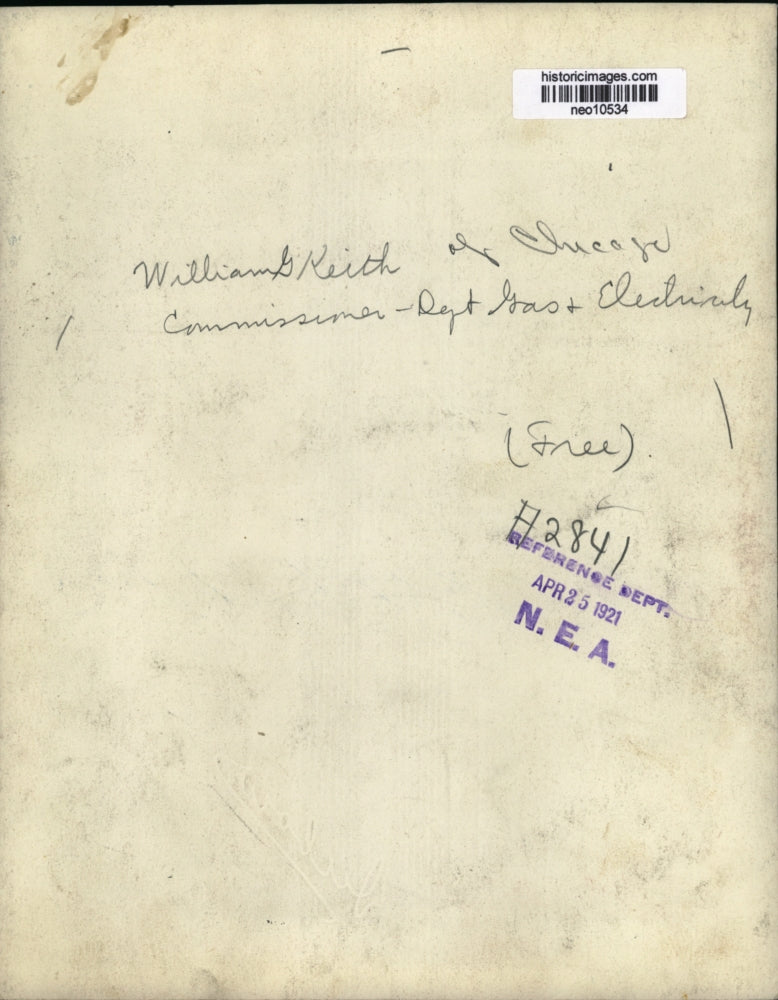 historicimages.com
neo10534
William G Keith of Chicago
Commissioner - Dept Gas + Electricity
(Free).
#2841
REFERENCE DEPT.
APR 25 1921
N. E. A.